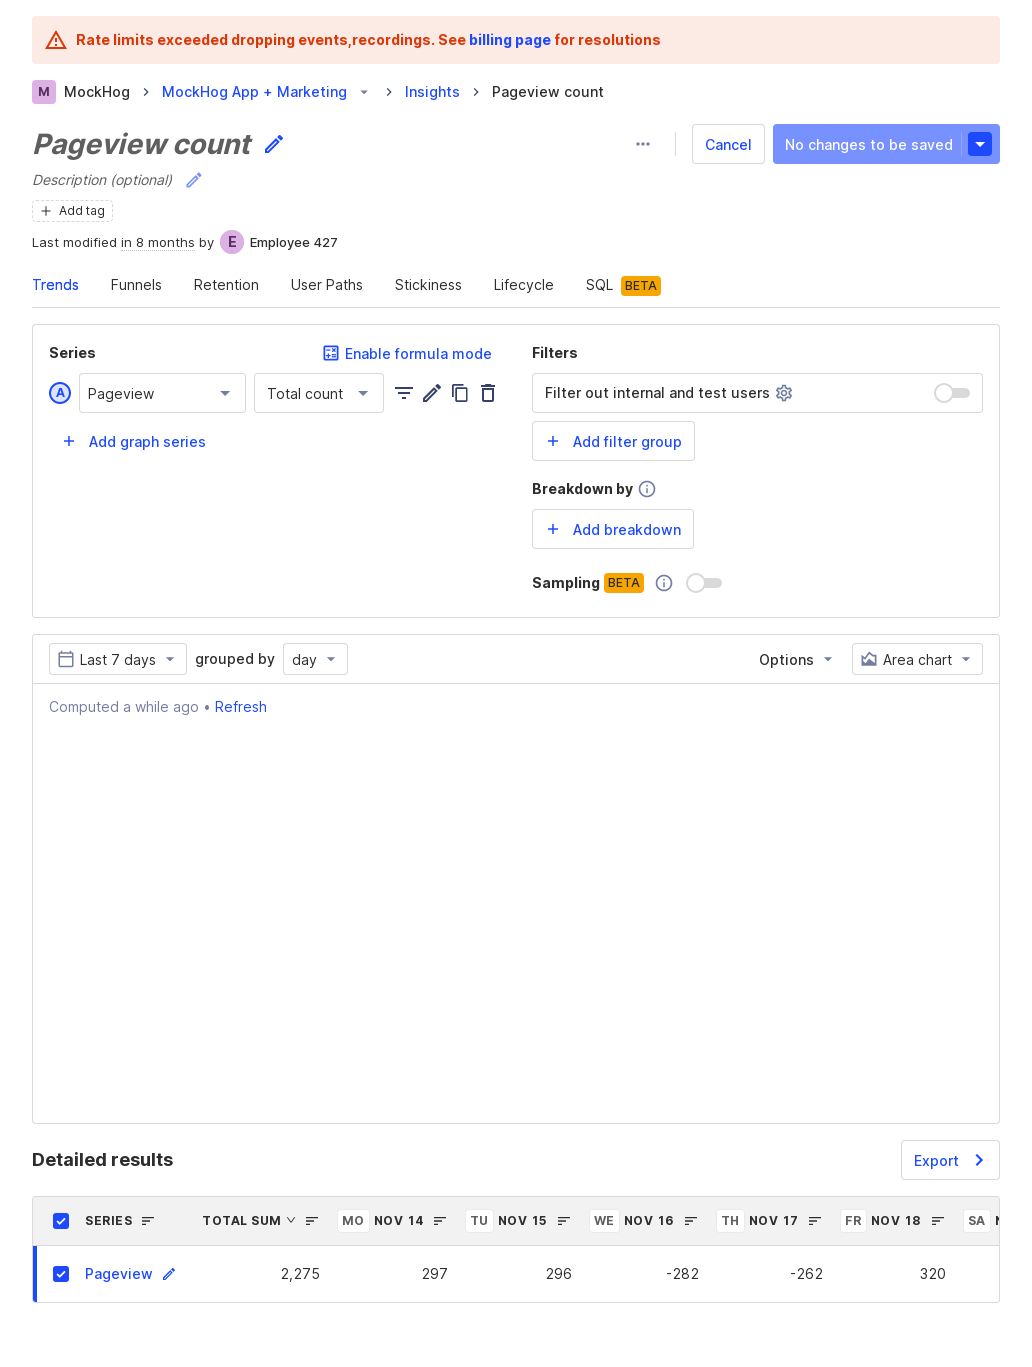 Rate limits exceeded dropping events,recordings. See billing page for resolutions
M MockHog MockHog App + Marketing Insights Pageview count
Pageview count
Cancel No changes to be saved
Description (optional)
Add tag
Last modified in 8 months by E Employee 427
Trends Funnels Retention User Paths Stickiness Lifecycle SQL BETA
Series Enable formula mode
A Pageview Total count
Add graph series
Filters
Filter out internal and test users
Add filter group
Breakdown by
Add breakdown
Sampling BETA
Last 7 days grouped by day Options Area chart
Computed a while ago • Refresh
Detailed results Export
SERIES TOTAL SUM MO NOV 14 TU NOV 15 WE NOV 16 TH NOV 17 FR NOV 18 SA
Pageview 2,275 297 296 -282 -262 320